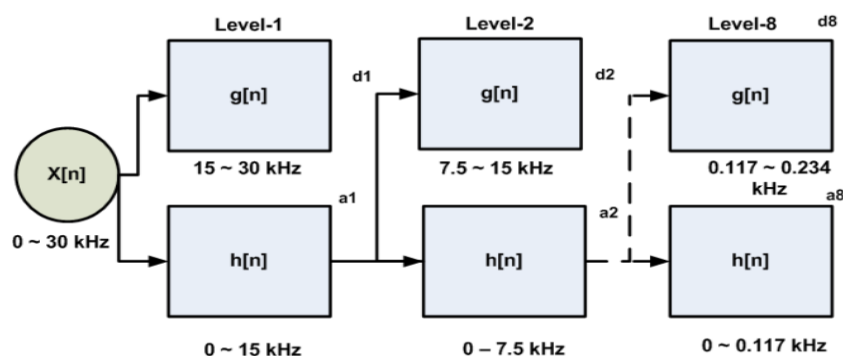 Level-1
Level-2
Level-8
d8
g[n]
d1
g[n]
d2
g[n]
X[n]
15 ~ 30 kHz
7.5 ~ 15 kHz
0.117 ~ 0.234
kHz
a1
a2
a8
0 ~ 30 kHz
h[n]
h[n]
h[n]
0 ~ 15 kHz
0 – 7.5 kHz
0 ~ 0.117 kHz